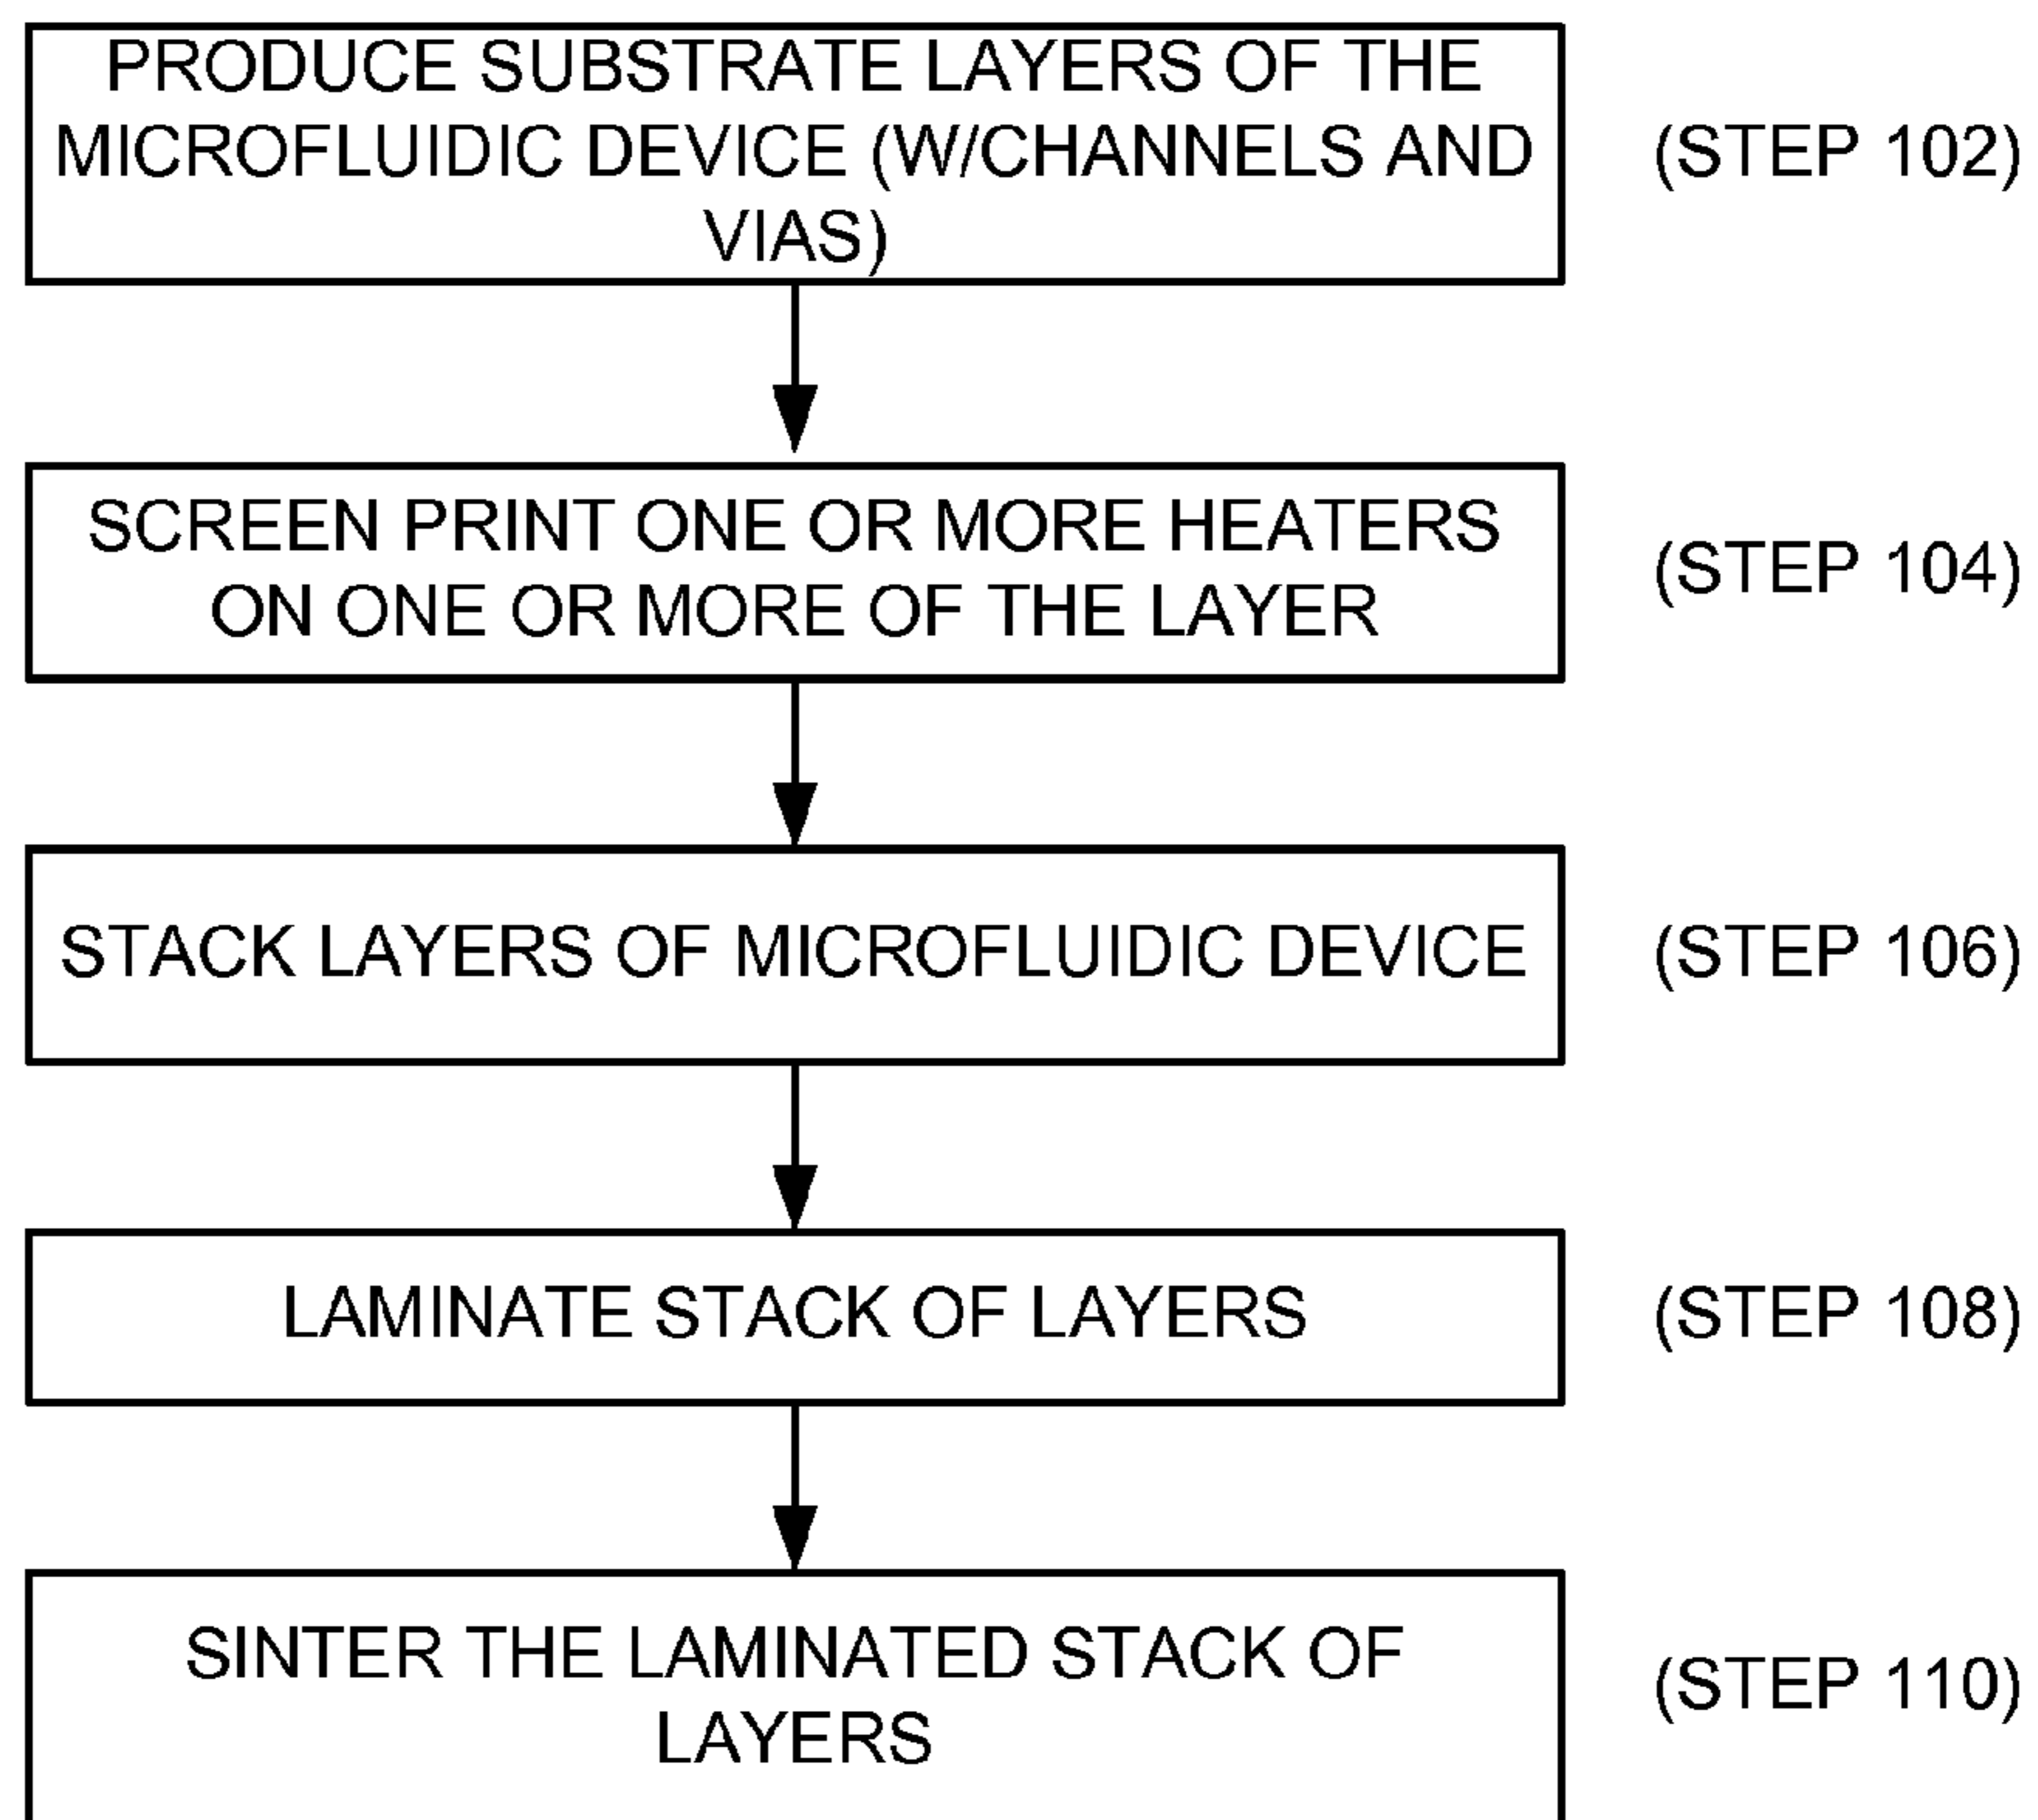 PRODUCE SUBSTRATE LAYERS OF THE
MICROFLUIDIC DEVICE (W/CHANNELS AND
VIAS)
(STEP 102)
SCREEN PRINT ONE OR MORE HEATERS
ON ONE OR MORE OF THE LAYER
(STEP 104)
STACK LAYERS OF MICROFLUIDIC DEVICE
(STEP 106)
LAMINATE STACK OF LAYERS
(STEP 108)
SINTER THE LAMINATED STACK OF
LAYERS
(STEP 110)